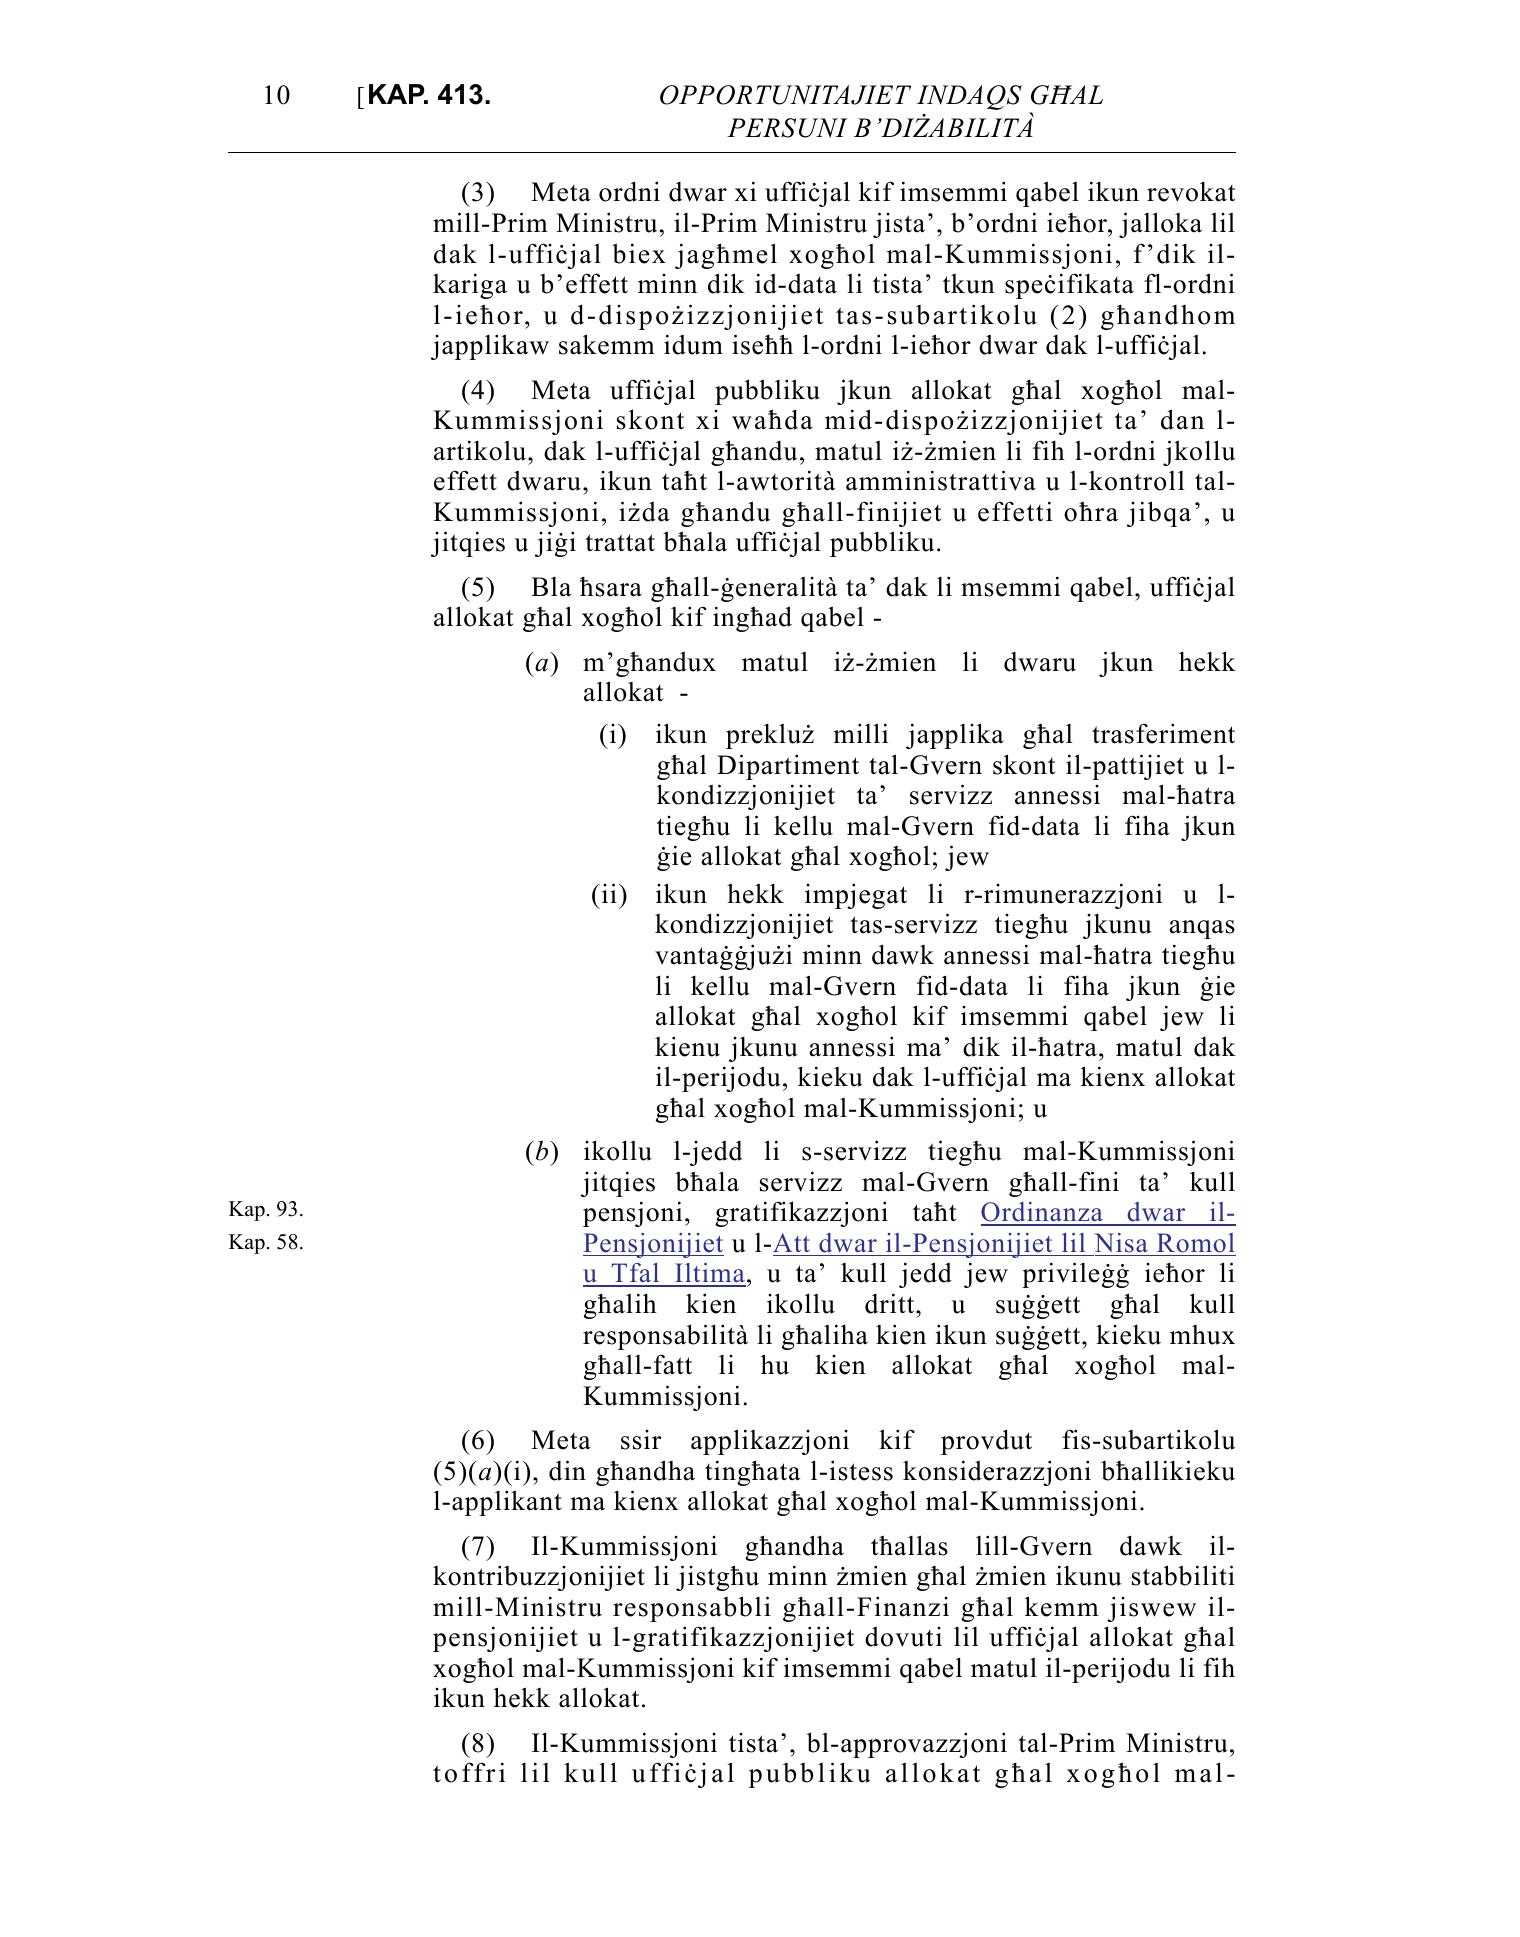 10 [KAP. 413. OPPORTUNITAJIET INDAQS GĦAL
PERSUNI B’DIŻABILITÀ
(3) Meta ordni dwar xi uffiċjal kif imsemmi qabel ikun revokat
mill-Prim Ministru, il-Prim Ministru jista’, b’ordni ieħor, jalloka lil
dak l-uffiċjal biex jagħmel xogħol mal-Kummissjoni, f’dik il-
kariga u b’effett minn dik id-data li tista’ tkun speċifikata fl-ordni
l-ieħor, u d-dispożizzjonijiet tas-subartikolu (2) għandhom
japplikaw sakemm idum iseħħ l-ordni l-ieħor dwar dak l-uffiċjal.
(4) Meta uffiċjal pubbliku jkun allokat għal xogħol mal-
Kummissjoni skont xi waħda mid-dispożizzjonijiet ta’ dan l-
artikolu, dak l-uffiċjal għandu, matul iż-żmien li fih l-ordni jkollu
effett dwaru, ikun taħt l-awtorità amministrattiva u l-kontroll tal-
Kummissjoni, iżda għandu għall-finijiet u effetti oħra jibqa’, u
jitqies u jiġi trattat bħala uffiċjal pubbliku.
(5) Bla ħsara għall-ġeneralità ta’ dak li msemmi qabel, uffiċjal
allokat għal xogħol kif ingħad qabel -
(a) m’għandux matul iż-żmien li dwaru jkun hekk
allokat -
(i) ikun prekluż milli japplika għal trasferiment
għal Dipartiment tal-Gvern skont il-pattijiet u l-
kondizzjonijiet ta’ servizz annessi mal-ħatra
tiegħu li kellu mal-Gvern fid-data li fiha jkun
ġie allokat għal xogħol; jew
(ii) ikun hekk impjegat li r-rimunerazzjoni u l-
kondizzjonijiet tas-servizz tiegħu jkunu anqas
vantaġġjużi minn dawk annessi mal-ħatra tiegħu
li kellu mal-Gvern fid-data li fiha jkun ġie
allokat għal xogħol kif imsemmi qabel jew li
kienu jkunu annessi ma’ dik il-ħatra, matul dak
il-perijodu, kieku dak l-uffiċjal ma kienx allokat
għal xogħol mal-Kummissjoni; u
(b) ikollu l-jedd li s-servizz tiegħu mal-Kummissjoni
jitqies bħala servizz mal-Gvern għall-fini ta’ kull
Kap. 93. pensjoni, gratifikazzjoni taħt Ordinanza dwar il-
Kap. 58. Pensjonijiet u l-Att dwar il-Pensjonijiet lil Nisa Romol
u Tfal Iltima, u ta’ kull jedd jew privileġġ ieħor li
għalih kien ikollu dritt, u suġġett għal kull
responsabilità li għaliha kien ikun suġġett, kieku mhux
għall-fatt li hu kien allokat għal xogħol mal-
Kummissjoni.
(6) Meta ssir applikazzjoni kif provdut fis-subartikolu
(5)(a)(i), din għandha tingħata l-istess konsiderazzjoni bħallikieku
l-applikant ma kienx allokat għal xogħol mal-Kummissjoni.
(7) Il-Kummissjoni għandha tħallas lill-Gvern dawk il-
kontribuzzjonijiet li jistgħu minn żmien għal żmien ikunu stabbiliti
mill-Ministru responsabbli għall-Finanzi għal kemm jiswew il-
pensjonijiet u l-gratifikazzjonijiet dovuti lil uffiċjal allokat għal
xogħol mal-Kummissjoni kif imsemmi qabel matul il-perijodu li fih
ikun hekk allokat.
(8) Il-Kummissjoni tista’, bl-approvazzjoni tal-Prim Ministru,
toffri lil kull uffiċjal pubbliku allokat għal xogħol mal-